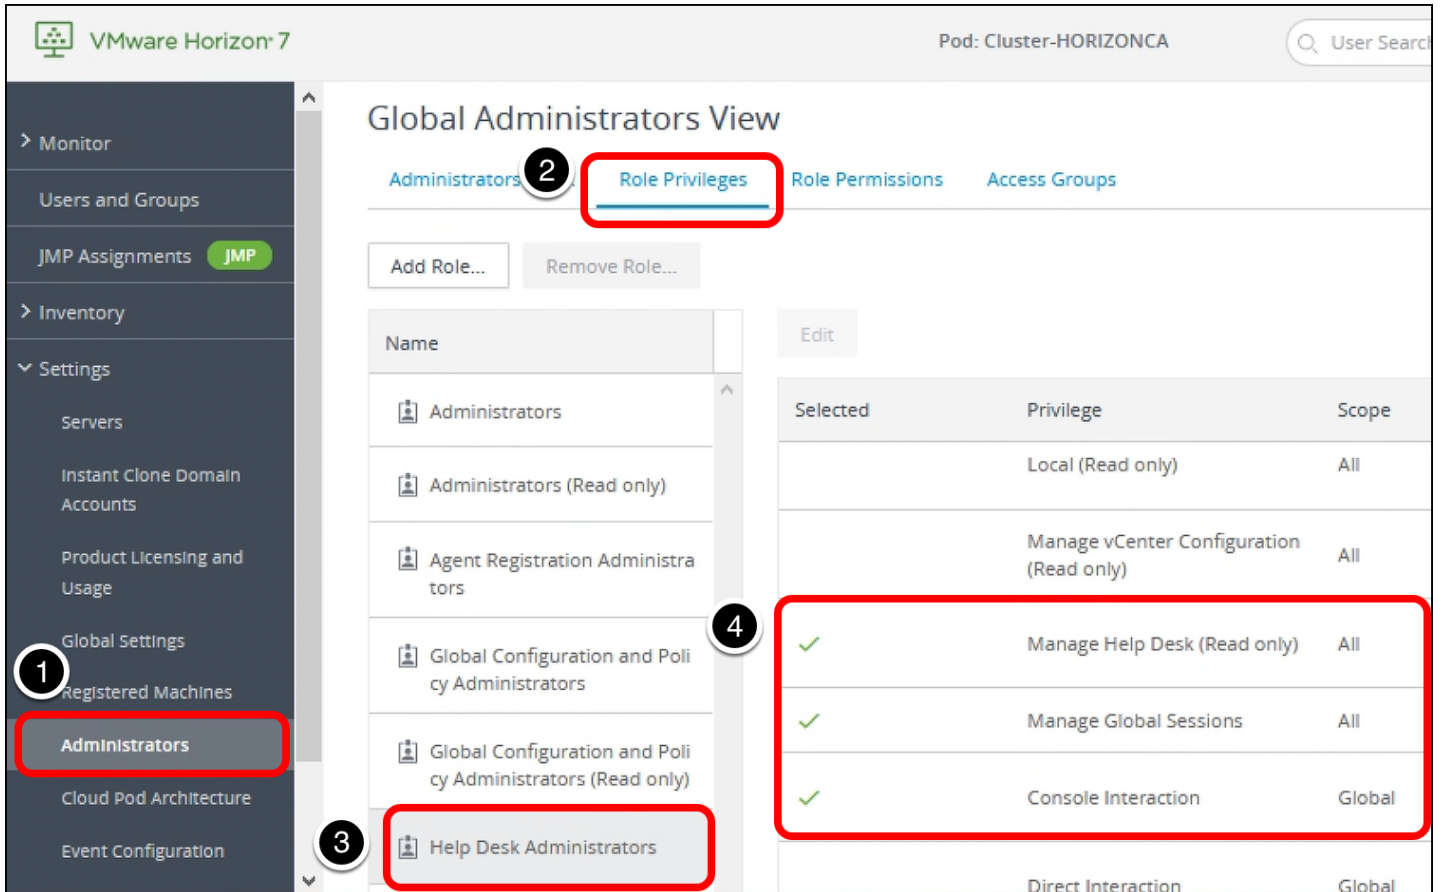 VMware Horizon® 7
Pod: Cluster-HORIZONCA
User Search
Monitor
Users and Groups
JMP Assignments JMP
Inventory
Settings
Servers
Instant Clone Domain
Accounts
Product Licensing and
Usage
Global Settings
1
Registered Machines
Administrators
Cloud Pod Architecture
Event Configuration
Global Administrators View
Administrators
2
Role Privileges
Role Permissions
Access Groups
Add Role...
Remove Role...
Name
Administrators
Administrators (Read only)
Agent Registration Administra
tors
Global Configuration and Poli
cy Administrators
Global Configuration and Poli
cy Administrators (Read only)
3
Help Desk Administrators
Edit
Selected Privilege Scope
Local (Read only) All
Manage vCenter Configuration
(Read only) All
4
Manage Help Desk (Read only) All
Manage Global Sessions All
Console Interaction Global
Direct Interaction Global